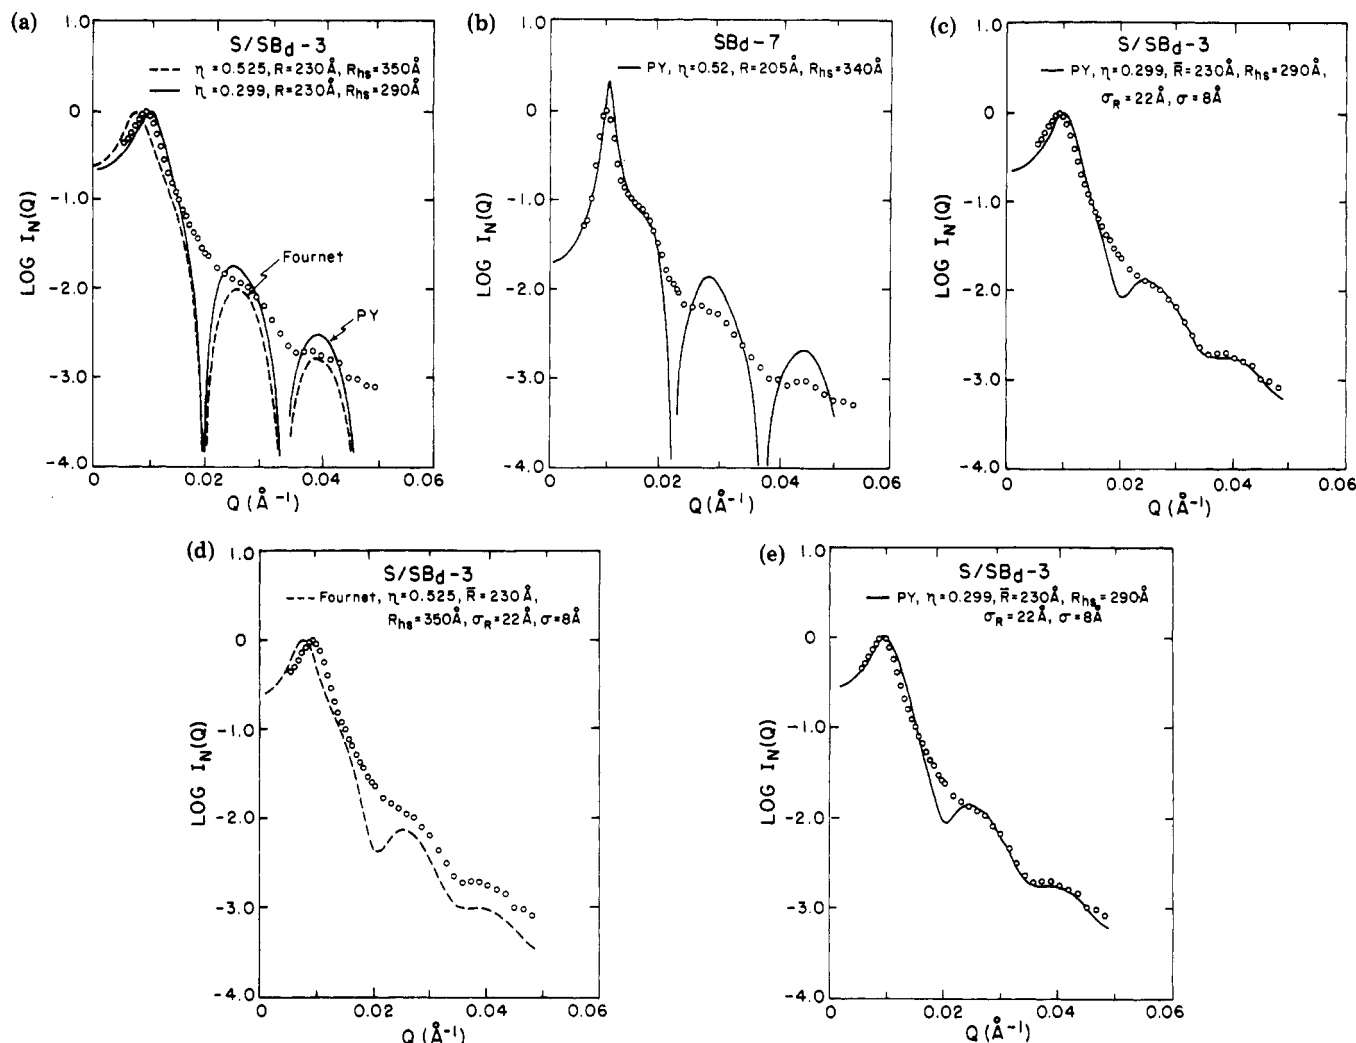 (a)
S/SBd-3
η=0.525, R=230Å, Rhs=350Å
η=0.299, R=230Å, Rhs=290Å
Fournet
PY
1.0
0
-1.0
-2.0
-3.0
-4.0
LOG IN(Q)
0
0.02
0.04
0.06
Q (Å⁻¹)
(b)
SBd-7
PY, η=0.52, R=205Å, Rhs=340Å
1.0
0
-1.0
-2.0
-3.0
-4.0
LOG IN(Q)
0
0.02
0.04
0.06
Q (Å⁻¹)
(c)
S/SBd-3
PY, η=0.299, R̄=230Å, Rhs=290Å,
σR=22Å, σ=8Å
1.0
0
-1.0
-2.0
-3.0
-4.0
LOG IN(Q)
0
0.02
0.04
0.06
Q (Å⁻¹)
(d)
S/SBd-3
Fournet, η=0.525, R̄=230Å,
Rhs=350Å, σR=22Å, σ=8Å
1.0
0
-1.0
-2.0
-3.0
-4.0
LOG IN(Q)
0
0.02
0.04
0.06
Q (Å⁻¹)
(e)
S/SBd-3
PY, η=0.299, R̄=230Å, Rhs=290Å
σR=22Å, σ=8Å
1.0
0
-1.0
-2.0
-3.0
-4.0
LOG IN(Q)
0
0.02
0.04
0.06
Q (Å⁻¹)